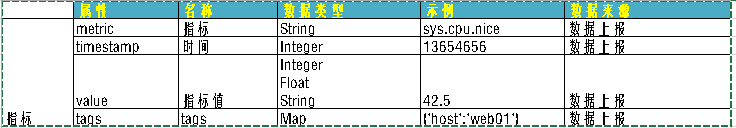 属性 名称 数据类型 示例 数据来源
metric 指标 String sys.cpu.nice 数据上报
timestamp 时间 Integer 13654656 数据上报
Integer
Float
value 指标值 String 42.5 数据上报
指标 tags tags Map {'host':'web01'} 数据上报